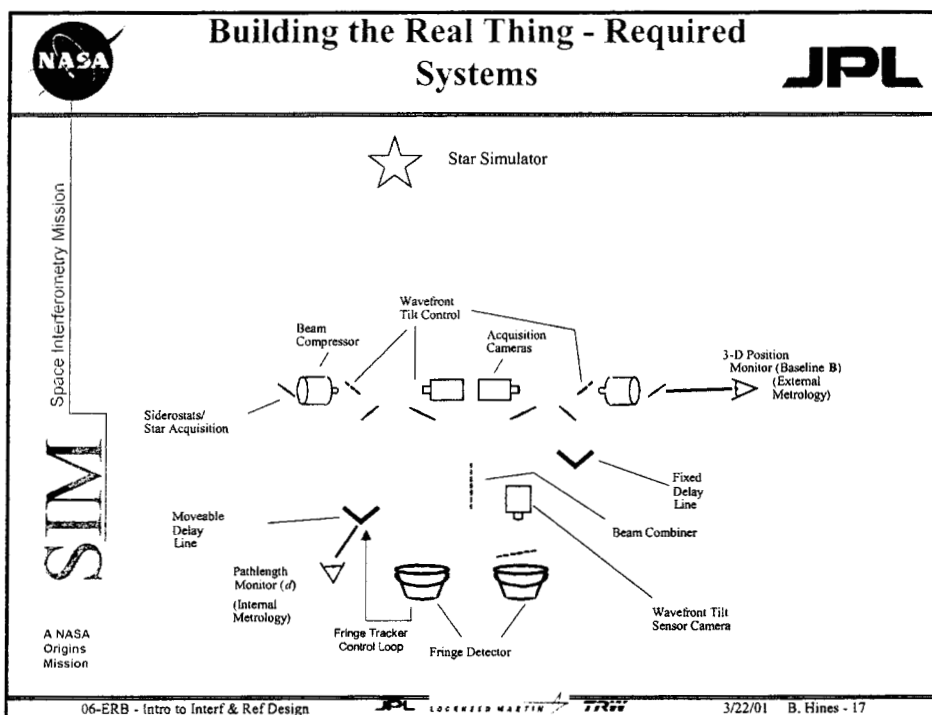 Building the Real Thing - Required
Systems
NASA
JPL
Space Interferometry Mission
SIM
A NASA
Origins
Mission
Star Simulator
Wavefront
Tilt Control
Beam
Compressor
Acquisition
Cameras
3-D Position
Monitor (Baseline B)
(External
Metrology)
Siderostats/
Star Acquisition
Fixed
Delay
Line
Moveable
Delay
Line
Beam Combiner
Pathlength
Monitor (d)
(Internal
Metrology)
Wavefront Tilt
Sensor Camera
Fringe Tracker
Control Loop
Fringe Detector
06-ERB - Intro to Interf & Ref Design
JPL
LOCKHEED MARTIN
TRW
3/22/01 B. Hines - 17